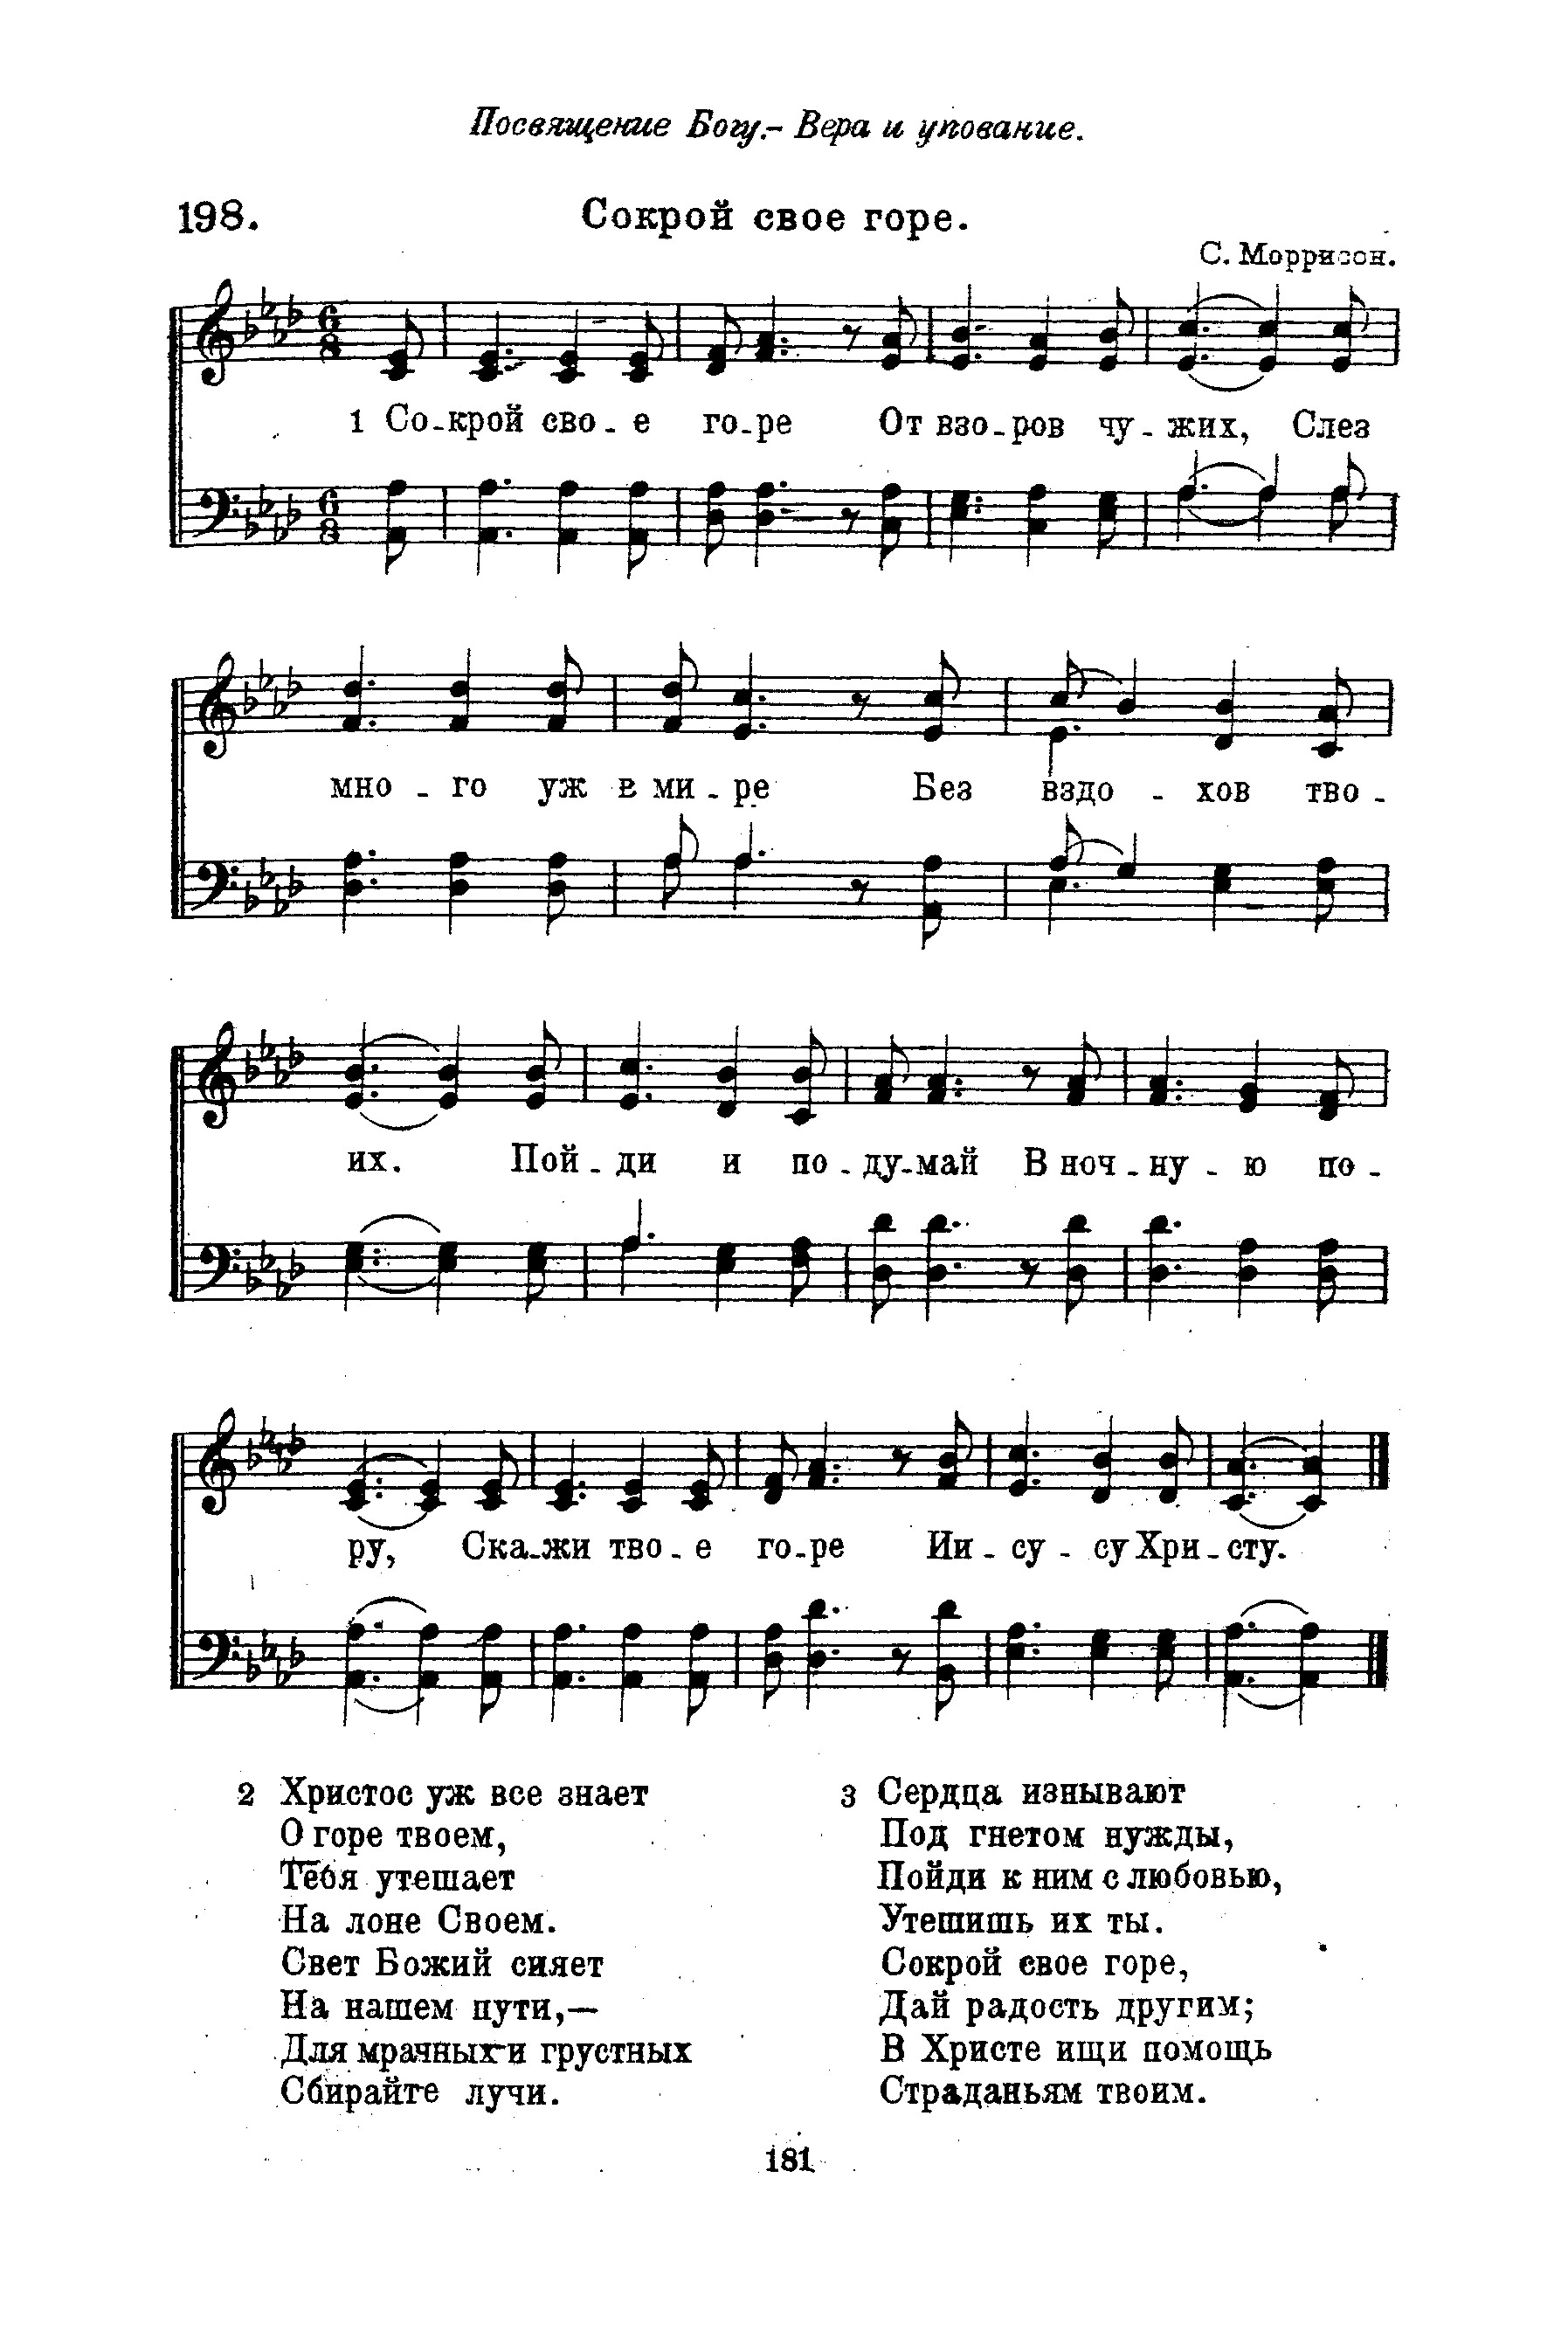 Посвящение Богу.- Вера и упование.
198.
Сокрой свое горе.
С. Моррисон.
1 Со-крой сво-е го-ре От взо-ров чу-жих, Слез
мно-го уж в ми-ре Без вздо-хов тво-
их. Пой-ди и по-ду-май В ноч-ну-ю по-
ру, Ска-жи тво-е го-ре Ии-су-су Хри-сту.
2 Христос уж все знает
О горе твоем,
Тебя утешает
На лоне Своем.
Свет Божий сияет
На нашем пути,—
Для мрачных и грустных
Сбирайте лучи.
3 Сердца изнывают
Под гнетом нужды,
Пойди к ним с любовью,
Утешишь их ты.
Сокрой свое горе,
Дай радость другим;
В Христе ищи помощь
Страданьям твоим.
181